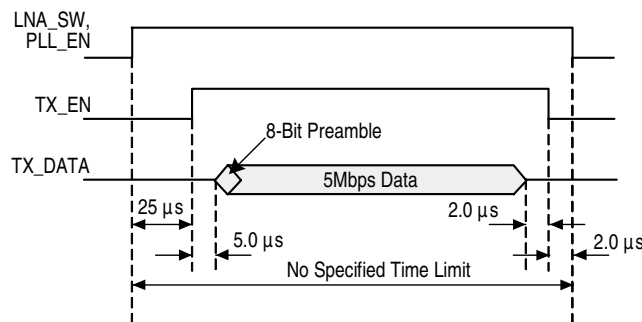 LNA_SW,
PLL_EN
TX_EN
8-Bit Preamble
TX_DATA
5Mbps Data
25 µs
2.0 µs
5.0 µs
2.0 µs
No Specified Time Limit